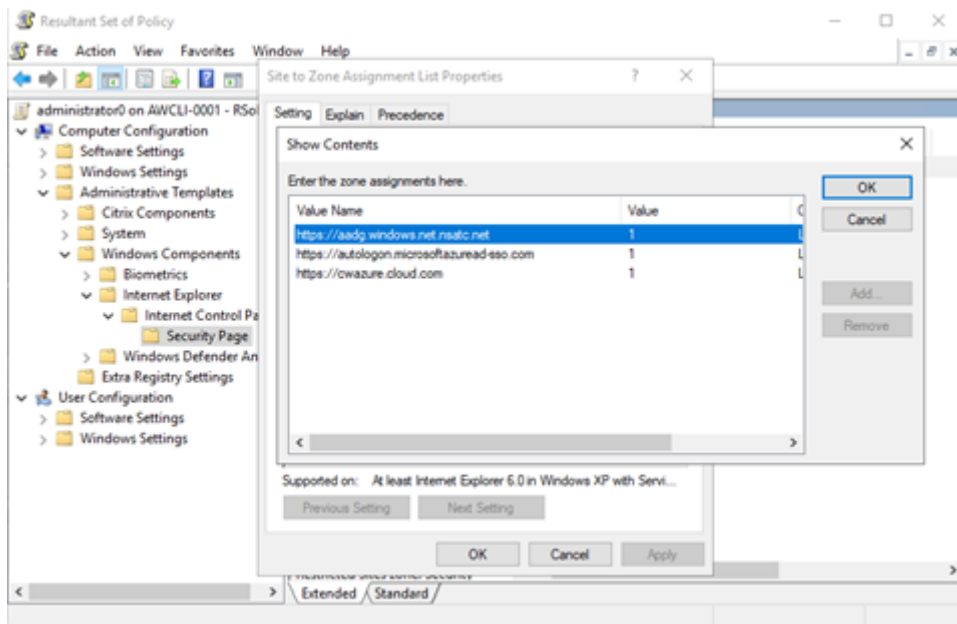 Resultant Set of Policy
File Action View Favorites Window Help
administrator0 on AWCLI-0001 - RSo
Computer Configuration
Software Settings
Windows Settings
Administrative Templates
Citrix Components
System
Windows Components
Biometrics
Internet Explorer
Internet Control Pa
Security Page
Windows Defender An
Extra Registry Settings
User Configuration
Software Settings
Windows Settings
Site to Zone Assignment List Properties
Setting Explain Precedence
Show Contents
Enter the zone assignments here.
Value Name Value
https://aadg.windows.net.nsatc.net 1
https://autologon.microsoftazuread-sso.com 1
https://cwazure.cloud.com 1
OK
Cancel
Add...
Remove
Supported on: At least Internet Explorer 6.0 in Windows XP with Servi...
Previous Setting Next Setting
OK Cancel Apply
Extended Standard